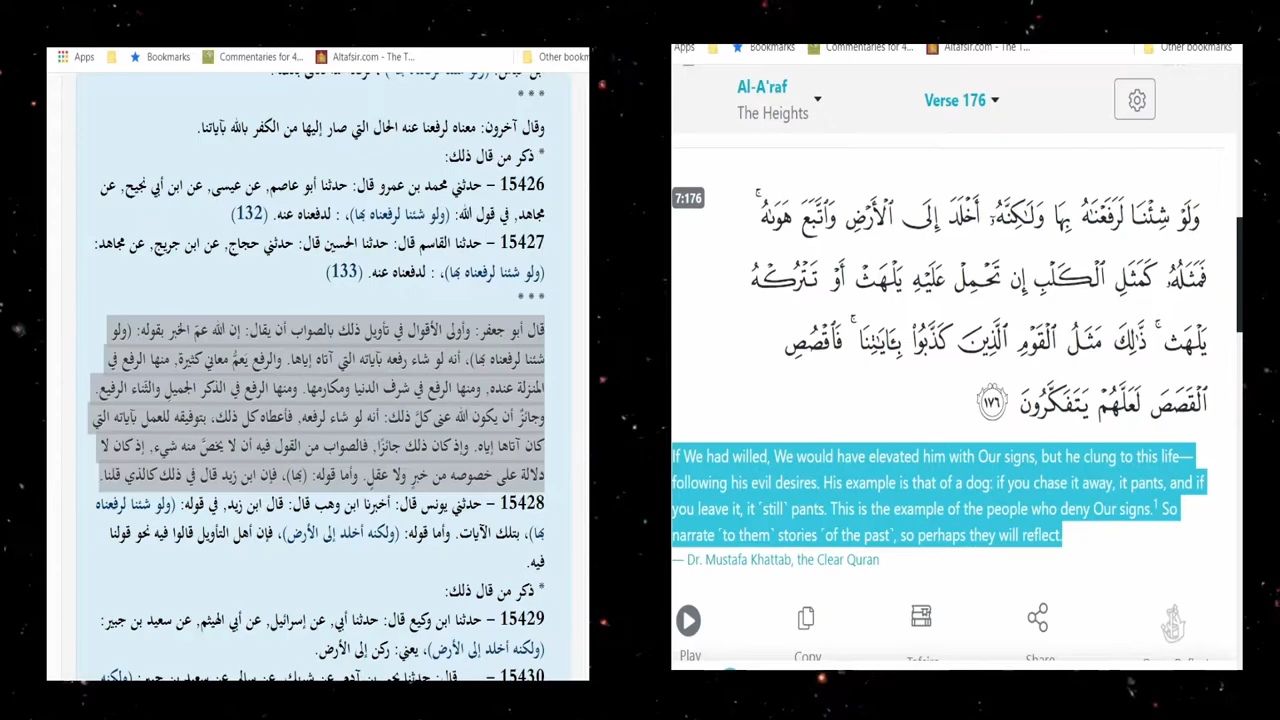 Apps
Bookmarks
Commentaries for 4...
Altafsir.com - The T...
Other bookm
* * *
وقال آخرون: معناه لرفعنا عنه الحال التي صار إليها من الكفر بالله بآياتنا.
* ذكر من قال ذلك:
15426 - حدثني محمد بن عمرو قال: حدثنا أبو عاصم, عن عيسى, عن ابن أبي نجيح, عن
مجاهد, في قول الله: (ولو شئنا لرفعناه بها)، : لدفعناه عنه. (132)
15427 - حدثنا القاسم قال: حدثنا الحسين قال: حدثني حجاج, عن ابن جريج, عن مجاهد:
(ولو شئنا لرفعناه بها)، : لدفعناه عنه. (133)
* * *
قال أبو جعفر: وأولى الأقوال في تأويل ذلك بالصواب أن يقال: إن الله عمّ الخبر بقوله: (ولو
شئنا لرفعناه بها)، أنه لو شاء رفعه بآياته التي آتاه إياها. والرفع يَعمُّ معاني كثيرة, منها الرفع في
المنزلة عنده, ومنها الرفع في شرف الدنيا ومكارمها. ومنها الرفع في الذكر الجميلِ والثناء الرفيع.
وجائزٌ أن يكون الله عنى كلَّ ذلك: أنه لو شاء لرفعه, فأعطاه كل ذلك، بتوفيقه للعمل بآياته التي
كان آتاها إياه. وإذ كان ذلك جائزًا, فالصواب من القول فيه أن لا يخصَّ منه شيء, إذ كان لا
دلالة على خصوصه من خبرٍ ولا عقلٍ. وأما قوله: (بها)، فإن ابن زيد قال في ذلك كالذي قلنا.
15428 - حدثني يونس قال: أخبرنا ابن وهب قال: قال ابن زيد, في قوله: (ولو شئنا لرفعناه
بها)، بتلك الآيات. وأما قوله: (ولكنه أخلد إلى الأرض)، فإن أهل التأويل قالوا فيه نحو قولنا
فيه.
* ذكر من قال ذلك:
15429 - حدثنا ابن وكيع قال: حدثنا أبي, عن إسرائيل, عن أبي الهيثم, عن سعيد بن جبير:
(ولكنه أخلد إلى الأرض)، يعني: ركن إلى الأرض.
15430
Apps
Bookmarks
Commentaries for 4...
Altafsir.com - The T...
Other bookmarks
Al-A'raf
The Heights
Verse 176
7:176
وَلَوْ شِئْنَا لَرَفَعْنَـٰهُ بِهَا وَلَـٰكِنَّهُۥٓ أَخْلَدَ إِلَى ٱلْأَرْضِ وَٱتَّبَعَ هَوَىٰهُ ۚ
فَمَثَلُهُۥ كَمَثَلِ ٱلْكَلْبِ إِن تَحْمِلْ عَلَيْهِ يَلْهَثْ أَوْ تَتْرُكْهُ
يَلْهَث ۚ ذَّٰلِكَ مَثَلُ ٱلْقَوْمِ ٱلَّذِينَ كَذَّبُوا۟ بِـَٔايَـٰتِنَا ۚ فَٱقْصُصِ
ٱلْقَصَصَ لَعَلَّهُمْ يَتَفَكَّرُونَ ١٧٦
If We had willed, We would have elevated him with Our signs, but he clung to this life—
following his evil desires. His example is that of a dog: if you chase it away, it pants, and if
you leave it, it ˹still˺ pants. This is the example of the people who deny Our signs.¹ So
narrate ˹to them˺ stories ˹of the past˺, so perhaps they will reflect.
— Dr. Mustafa Khattab, the Clear Quran
Play
Copy
Tafsirs
Share